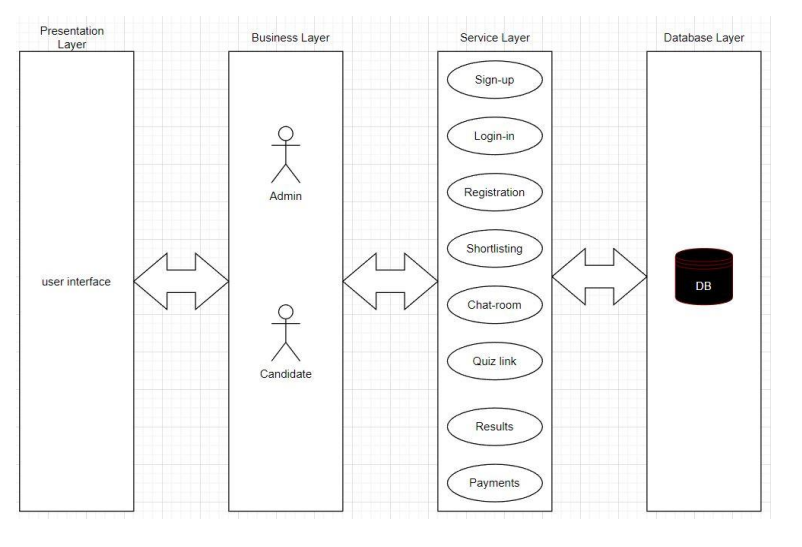 Presentation
Layer
Business Layer
Service Layer
Database Layer
user interface
Admin
Candidate
Sign-up
Login-in
Registration
Shortlisting
Chat-room
Quiz link
Results
Payments
DB